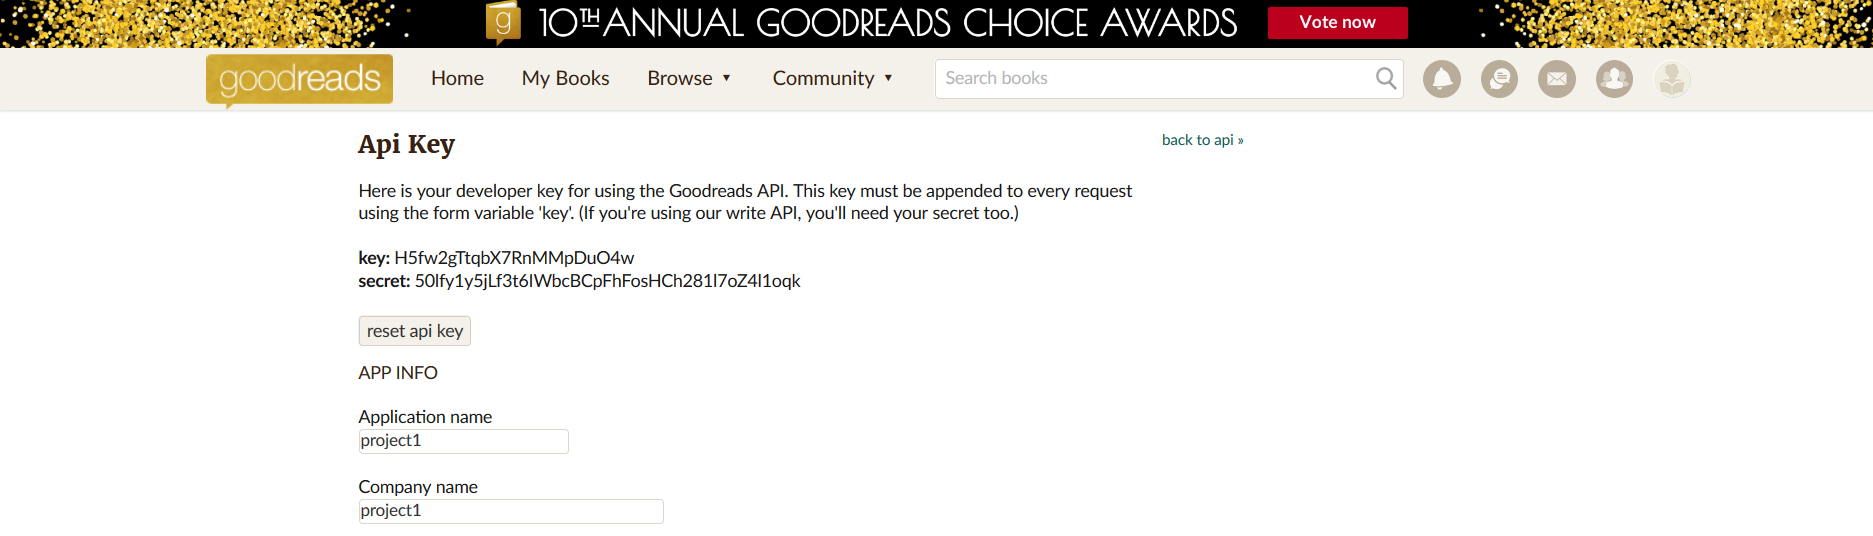 10TH ANNUAL GOODREADS CHOICE AWARDS Vote now
goodreads Home My Books Browse ▼ Community ▼ Search books
Api Key
back to api »
Here is your developer key for using the Goodreads API. This key must be appended to every request
using the form variable 'key'. (If you're using our write API, you'll need your secret too.)
key: H5fw2gTtqbX7RnMMpDuO4w
secret: 50lfy1y5jLf3t6IWbcBCpFhFosHCh281l7oZ4l1oqk
reset api key
APP INFO
Application name
project1
Company name
project1